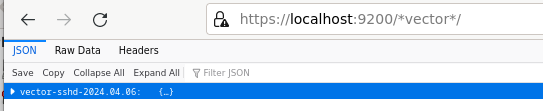 https://localhost:9200/*vector*/
JSON Raw Data Headers
Save Copy Collapse All Expand All Filter JSON
vector-sshd-2024.04.06: {…}